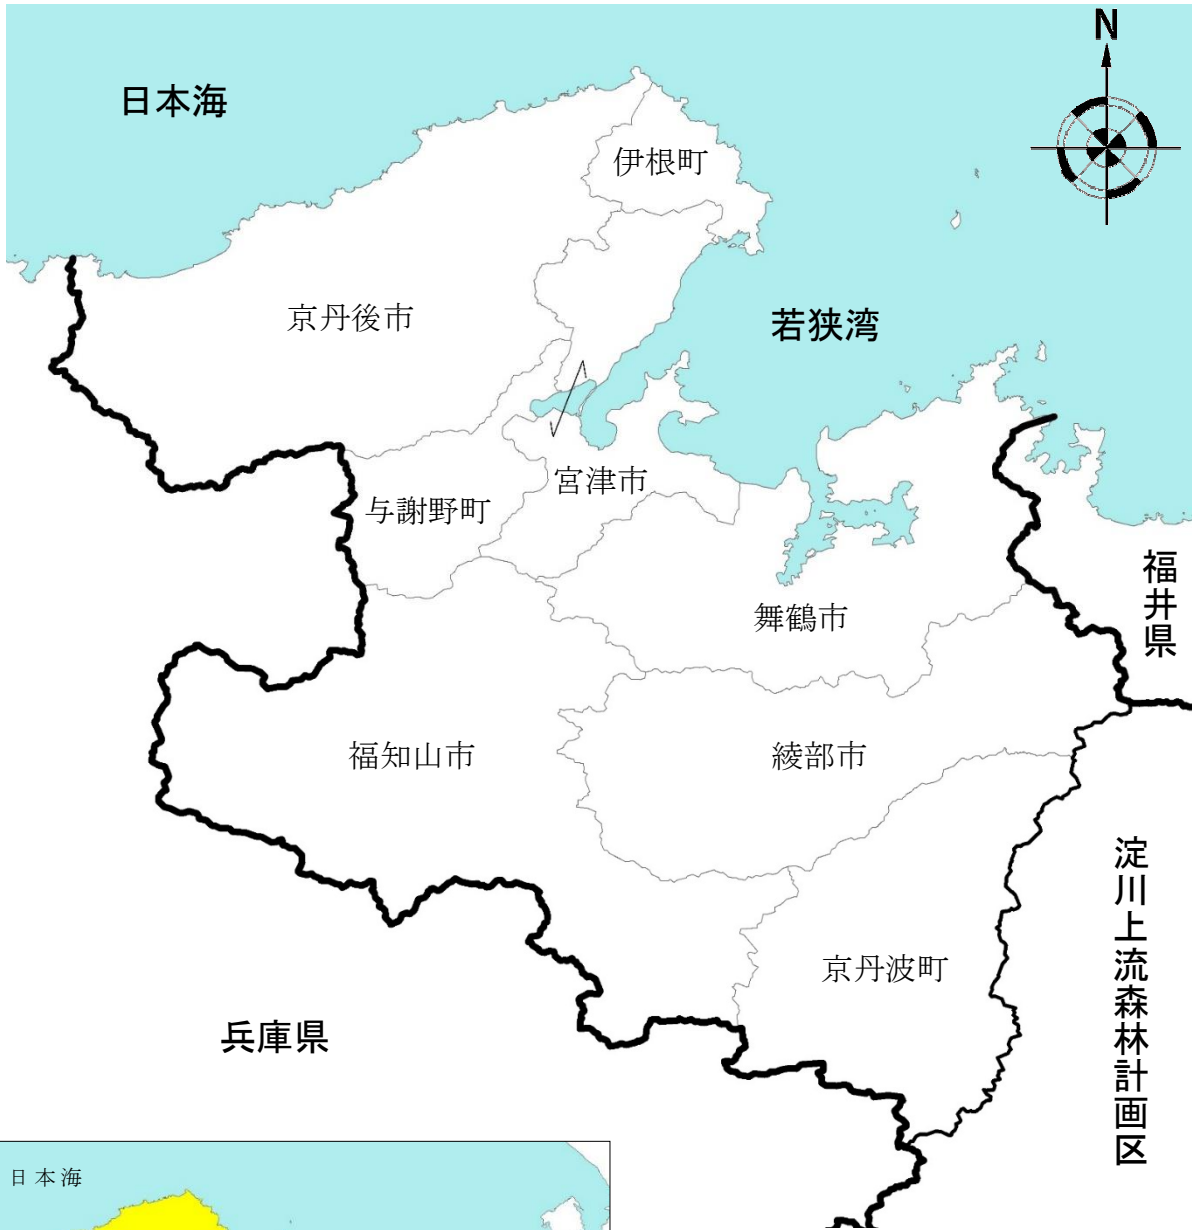 N
日本海
伊根町
京丹後市
若狭湾
宮津市
与謝野町
福井県
舞鶴市
福知山市
綾部市
淀川上流森林計画区
京丹波町
兵庫県
日本海